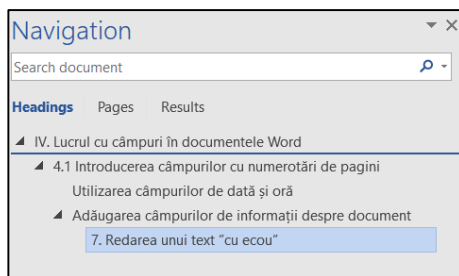 Navigation
Search document
Headings Pages Results
IV. Lucrul cu câmpuri în documentele Word
4.1 Introducerea câmpurilor cu numerotări de pagini
Utilizarea câmpurilor de dată și oră
Adăugarea câmpurilor de informații despre document
7. Redarea unui text “cu ecou”